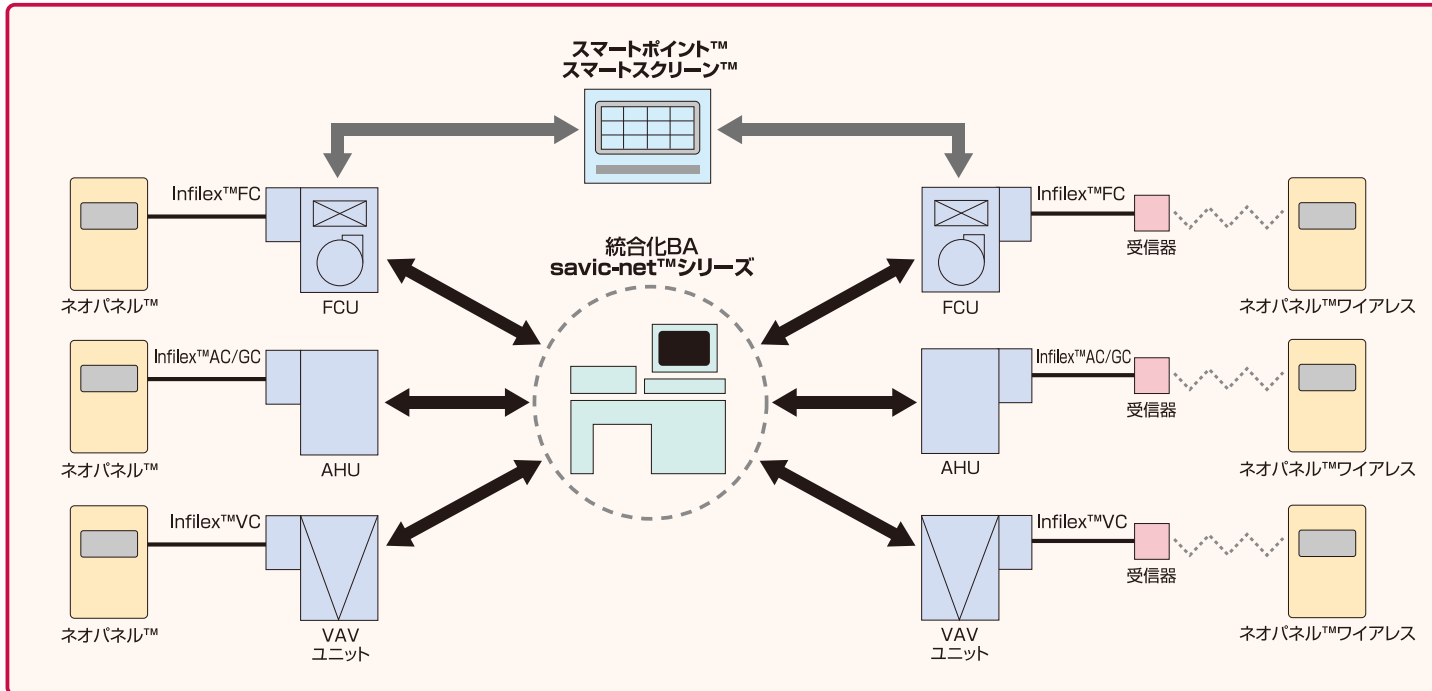 スマートポイント™
スマートスクリーン™
Infilex™FC
ネオパネル™
FCU
統合化BA
savic-net™シリーズ
Infilex™FC
受信器
FCU
ネオパネル™ワイアレス
Infilex™AC/GC
ネオパネル™
AHU
Infilex™AC/GC
受信器
AHU
ネオパネル™ワイアレス
Infilex™VC
ネオパネル™
VAV
ユニット
Infilex™VC
受信器
VAV
ユニット
ネオパネル™ワイアレス